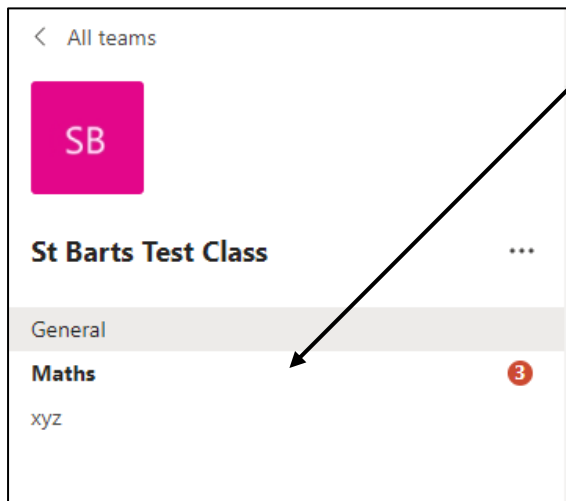 All teams
SB
St Barts Test Class ...
General
Maths 3
xyz